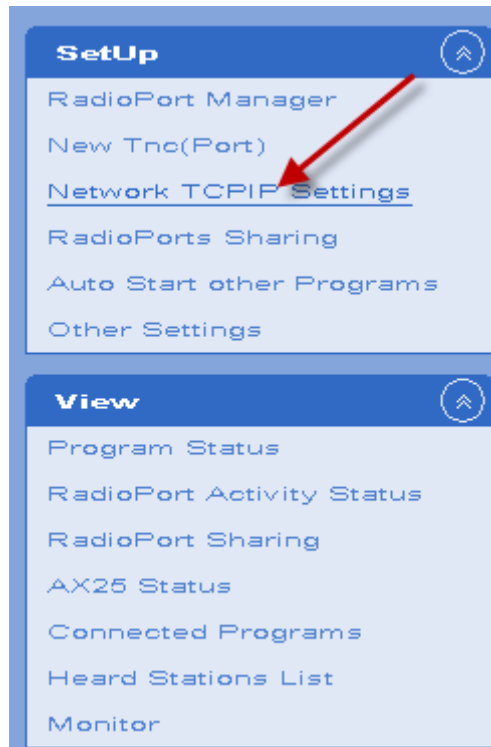 SetUp
RadioPort Manager
New Tnc(Port)
Network TCPIP Settings
RadioPorts Sharing
Auto Start other Programs
Other Settings
View
Program Status
RadioPort Activity Status
RadioPort Sharing
AX25 Status
Connected Programs
Heard Stations List
Monitor